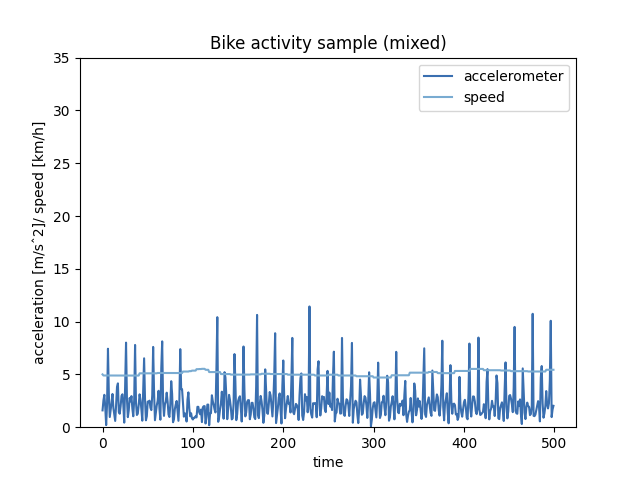 Bike activity sample (mixed)
acceleration [m/sˆ2]/ speed [km/h]
35
30
25
20
15
10
5
0
accelerometer
speed
0 100 200 300 400 500
time